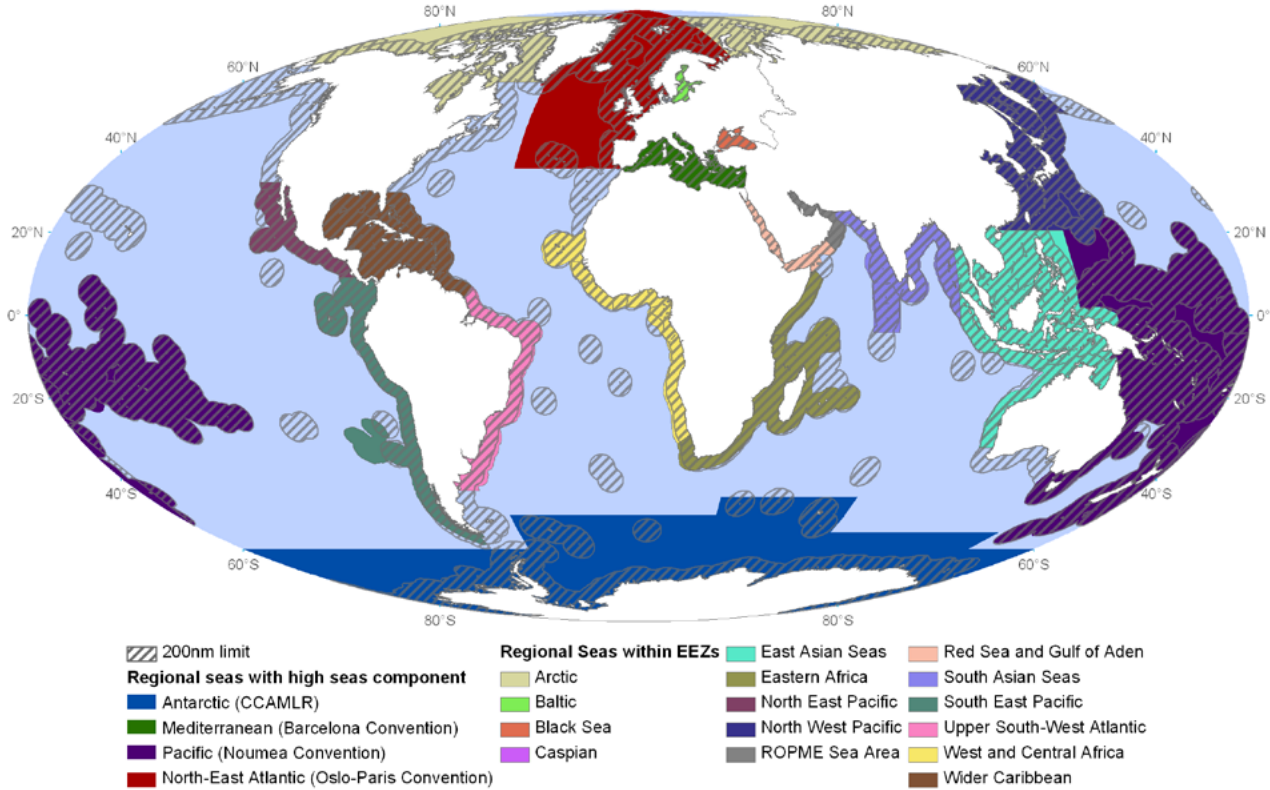 80°N 80°N
60°N 60°N
40°N 40°N
20°N 20°N
0° 0°
20°S 20°S
40°S 40°S
60°S 60°S
80°S 80°S
200nm limit
Regional seas with high seas component
Antarctic (CCAMLR)
Mediterranean (Barcelona Convention)
Pacific (Noumea Convention)
North-East Atlantic (Oslo-Paris Convention)
Regional Seas within EEZs
Arctic
Baltic
Black Sea
Caspian
East Asian Seas
Eastern Africa
North East Pacific
North West Pacific
ROPME Sea Area
Red Sea and Gulf of Aden
South Asian Seas
South East Pacific
Upper South-West Atlantic
West and Central Africa
Wider Caribbean